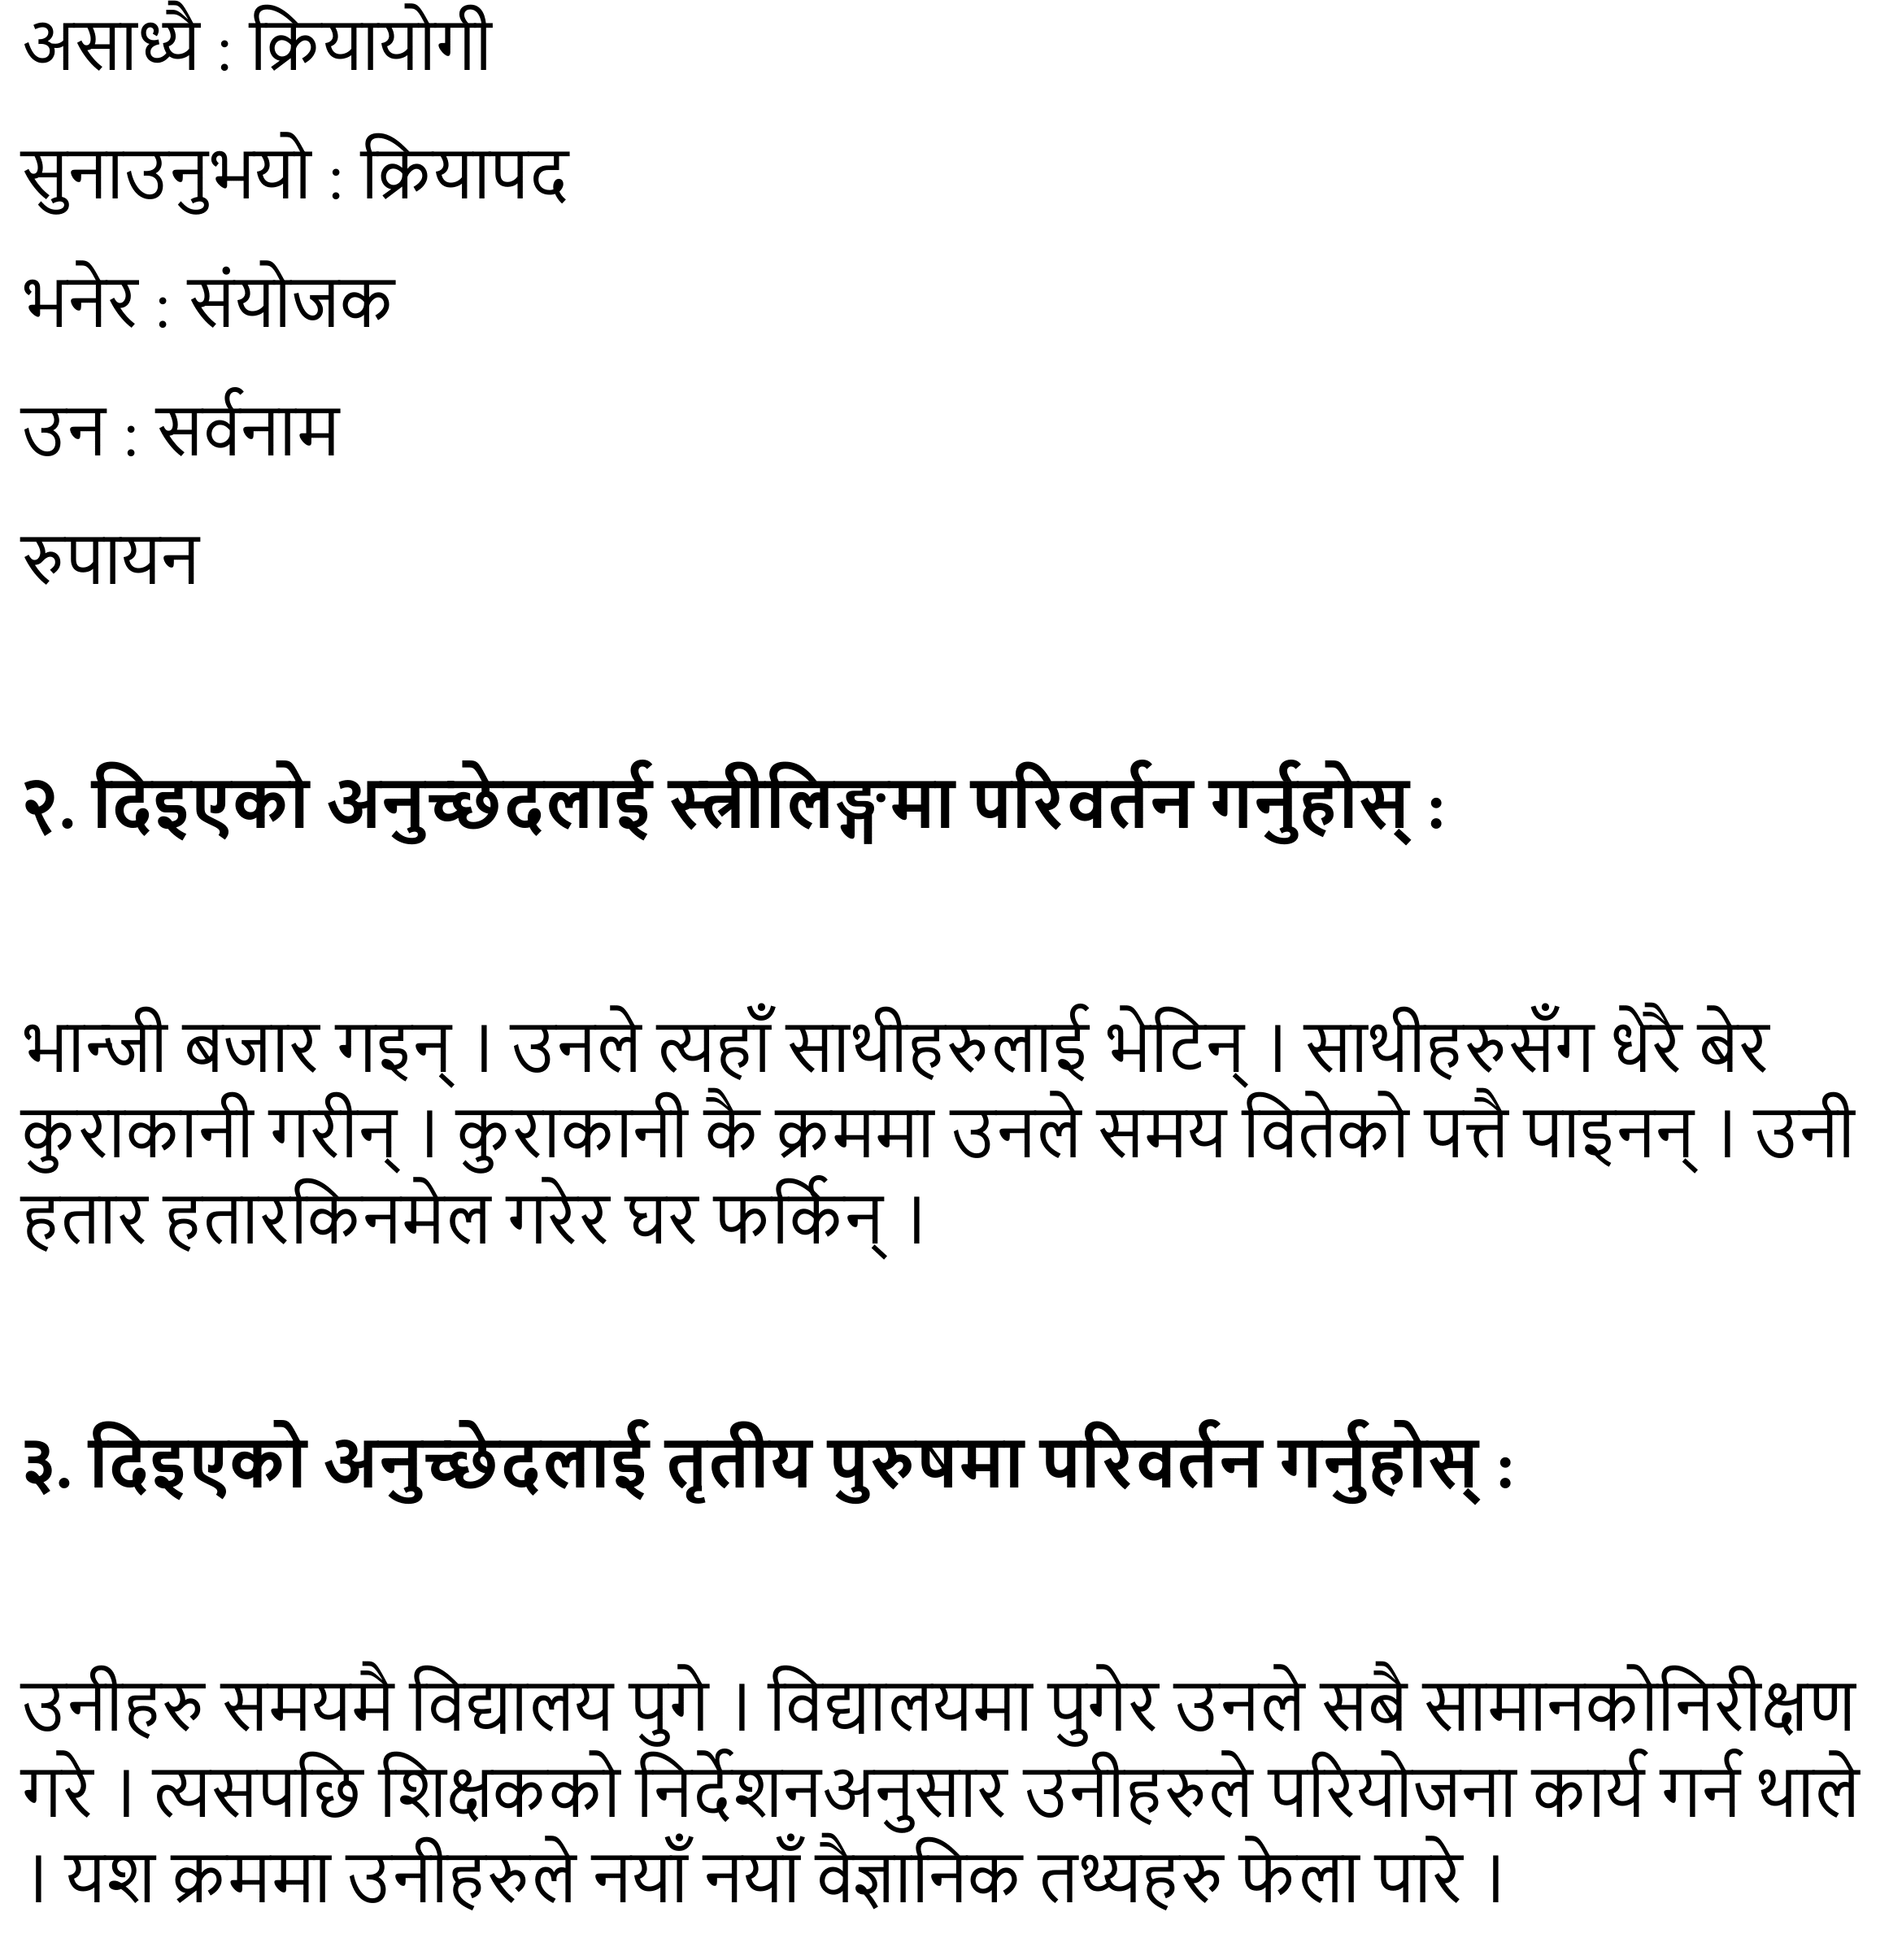 असाध्यै : क्रियायोगी
सुनाउनुभयो : क्रियापद
भनेर : संयोजक
उन : सर्वनाम
रुपायन
२. दिइएको अनुच्छेदलाई स्त्रीलिङ्गमा परिवर्तन गर्नुहोस् :
भान्जी बजार गइन् । उनले त्यहाँ साथीहरुलाई भेटिन् । साथीहरुसँग धेरै बेर
कुराकानी गरीन् । कुराकानी कै क्रममा उनले समय वितेको पत्तै पाइनन् । उनी
हतार हतारकिनमेल गरेर घर फर्किन् ।
३. दिइएको अनुच्छेदलाई तृतीय पुरुषमा परिवर्तन गर्नुहोस् :
उनीहरु समयमै विद्यालय पुगे । विद्यालयमा पुगेर उनले सबै सामानकोनिरीक्षण
गरे । त्यसपछि शिक्षकको निर्देशनअनुसार उनीहरुले परियोजना कार्य गर्न थाले
। यश क्रममा उनीहरुले नयाँ नयाँ वैज्ञानिक तथ्यहरु फेला पारे ।